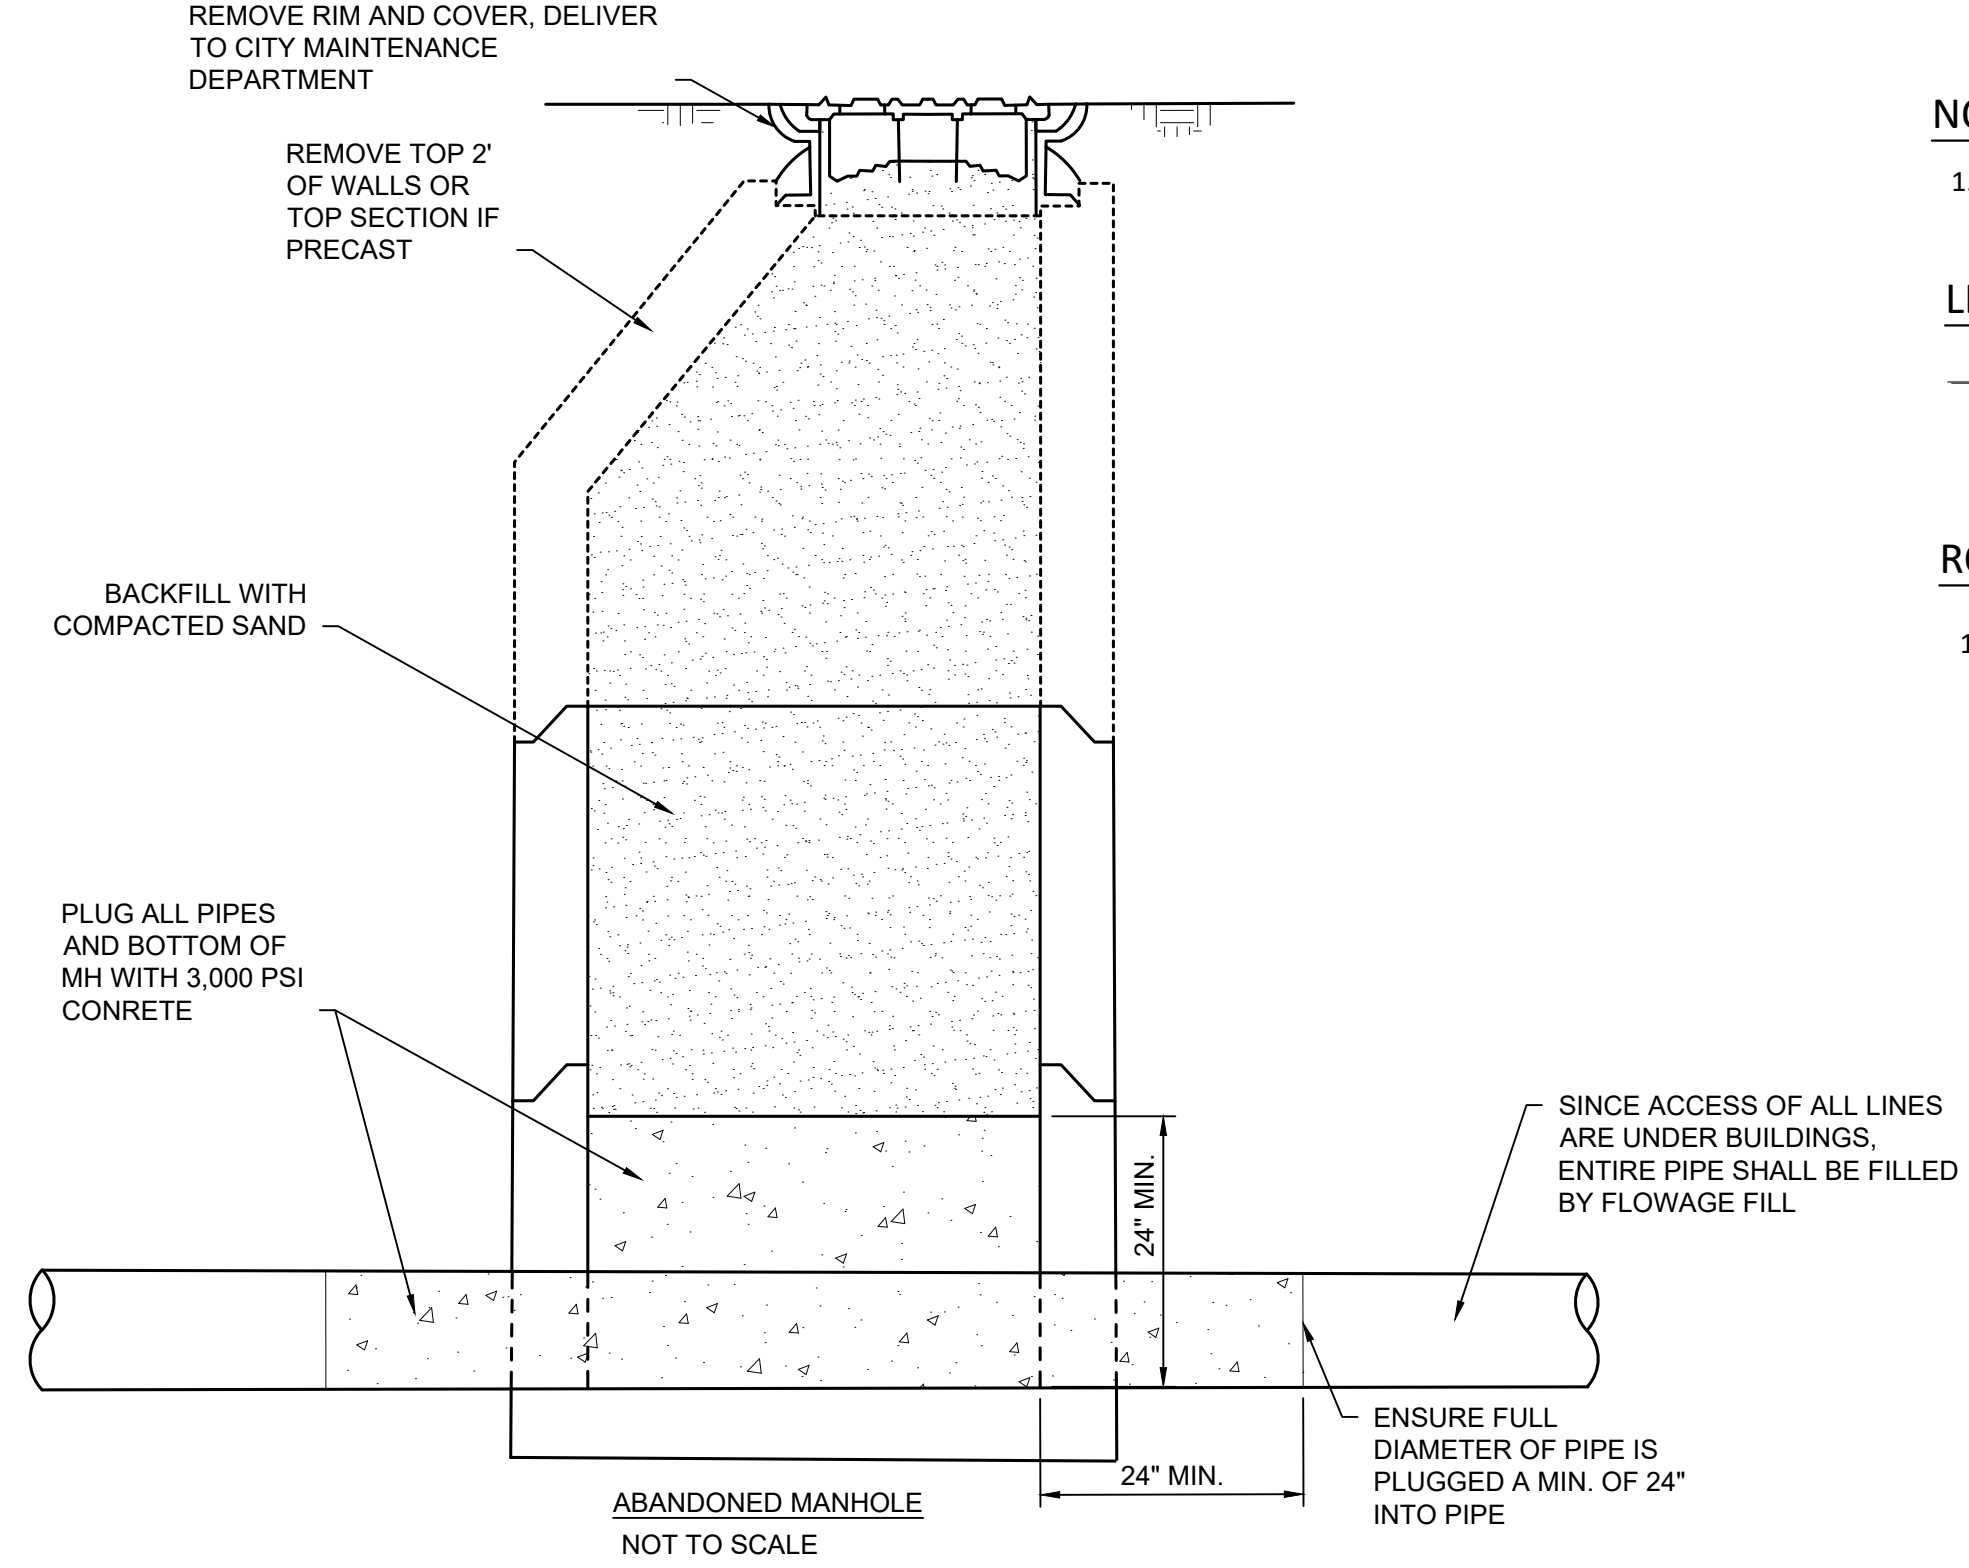 REMOVE RIM AND COVER, DELIVER
TO CITY MAINTENANCE
DEPARTMENT
REMOVE TOP 2'
OF WALLS OR
TOP SECTION IF
PRECAST
BACKFILL WITH
COMPACTED SAND
PLUG ALL PIPES
AND BOTTOM OF
MH WITH 3,000 PSI
CONRETE
24" MIN.
SINCE ACCESS OF ALL LINES
ARE UNDER BUILDINGS,
ENTIRE PIPE SHALL BE FILLED
BY FLOWAGE FILL
ENSURE FULL
DIAMETER OF PIPE IS
PLUGGED A MIN. OF 24"
INTO PIPE
24" MIN.
ABANDONED MANHOLE
NOT TO SCALE
1.
1